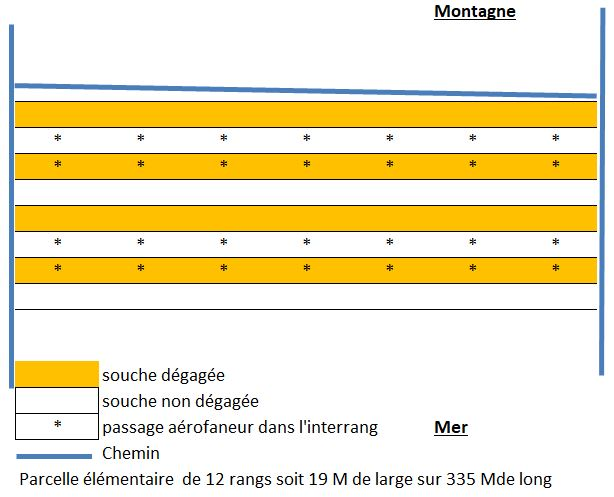 Montagne
* * * * * * *
* * * * * * *
* * * * * * *
* * * * * * *
souche dégagée
souche non dégagée
* passage aérofaneur dans l'interrang
Mer
Chemin
Parcelle élémentaire de 12 rangs soit 19 M de large sur 335 Mde long